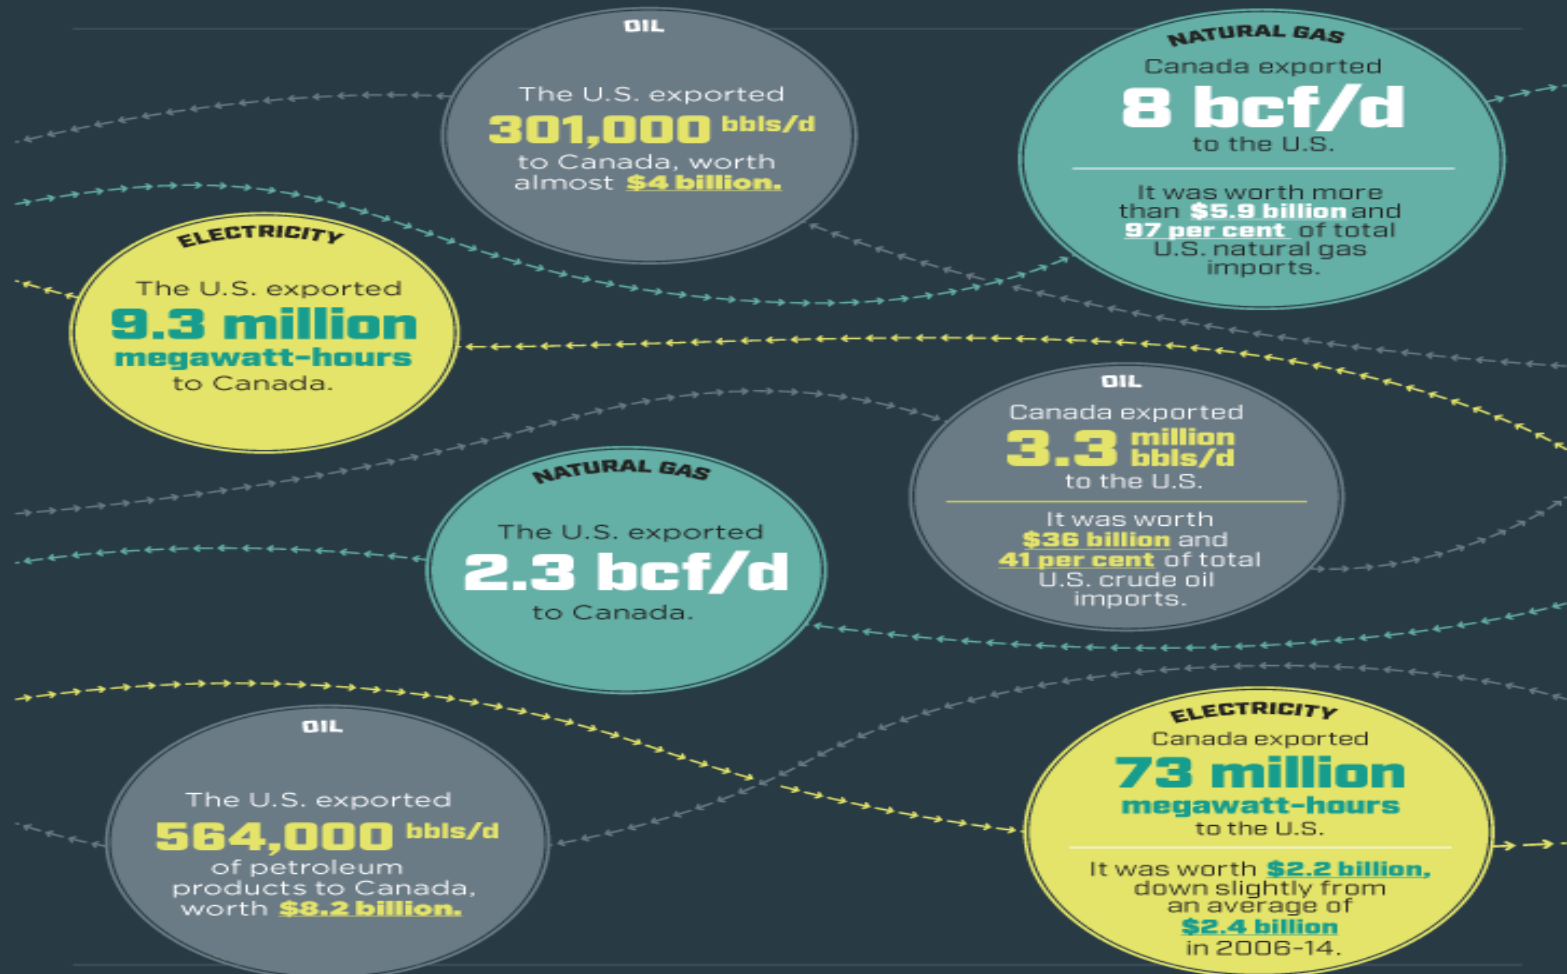 OIL
The U.S. exported
301,000 bbls/d
to Canada, worth
almost $4 billion.
NATURAL GAS
Canada exported
8 bcf/d
to the U.S.
It was worth more
than $5.9 billion and
97 per cent of total
U.S. natural gas
imports.
ELECTRICITY
The U.S. exported
9.3 million
megawatt-hours
to Canada.
OIL
Canada exported
3.3 million
bbls/d
to the U.S.
It was worth
$36 billion and
41 per cent of total
U.S. crude oil
imports.
NATURAL GAS
The U.S. exported
2.3 bcf/d
to Canada.
OIL
The U.S. exported
564,000 bbls/d
of petroleum
products to Canada,
worth $8.2 billion.
ELECTRICITY
Canada exported
73 million
megawatt-hours
to the U.S.
It was worth $2.2 billion,
down slightly from
an average of
$2.4 billion
in 2006-14.